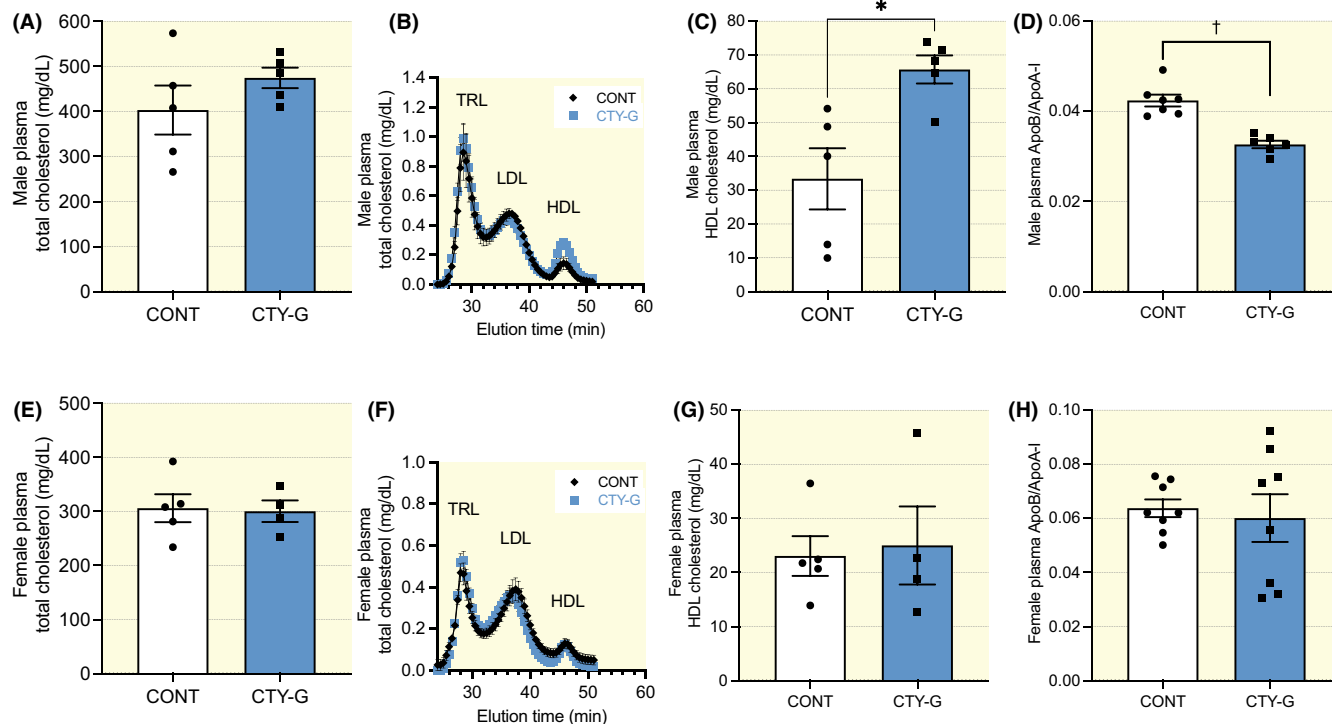 (A)
Male plasma
total cholesterol (mg/dL)
600
500
400
300
200
100
0
CONT
CTY-G
(B)
Male plasma
total cholesterol (mg/dL)
1.4
1.2
1.0
0.8
0.6
0.4
0.2
0.0
TRL
LDL
HDL
CONT
CTY-G
30
40
50
60
Elution time (min)
(C)
Male plasma
HDL cholesterol (mg/dL)
80
70
60
50
40
30
20
10
0
*
CONT
CTY-G
(D)
Male plasma ApoB/ApoA-I
0.06
0.04
0.02
0.00
†
CONT
CTY-G
(E)
Female plasma
total cholesterol (mg/dL)
500
400
300
200
100
0
CONT
CTY-G
(F)
Female plasma
total cholesterol (mg/dL)
1.0
0.8
0.6
0.4
0.2
0.0
TRL
LDL
HDL
CONT
CTY-G
30
40
50
60
Elution time (min)
(G)
Female plasma
HDL cholesterol (mg/dL)
50
40
30
20
10
0
CONT
CTY-G
(H)
Female plasma ApoB/ApoA-I
0.10
0.08
0.06
0.04
0.02
0.00
CONT
CTY-G